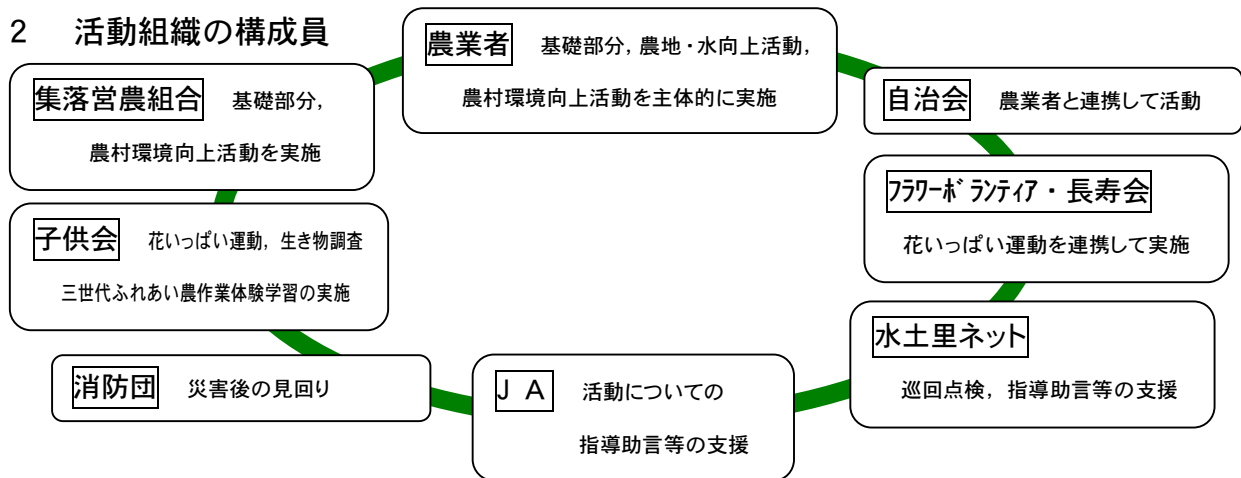 2 活動組織の構成員
農業者 基礎部分，農地・水向上活動，
農村環境向上活動を主体的に実施
集落営農組合 基礎部分，
農村環境向上活動を実施
自治会 農業者と連携して活動
ﾌﾗﾜｰﾎﾞﾗﾝﾃｨｱ・長寿会
花いっぱい運動を連携して実施
子供会 花いっぱい運動，生き物調査
三世代ふれあい農作業体験学習の実施
水土里ネット
巡回点検，指導助言等の支援
消防団 災害後の見回り
ＪＡ 活動についての
指導助言等の支援